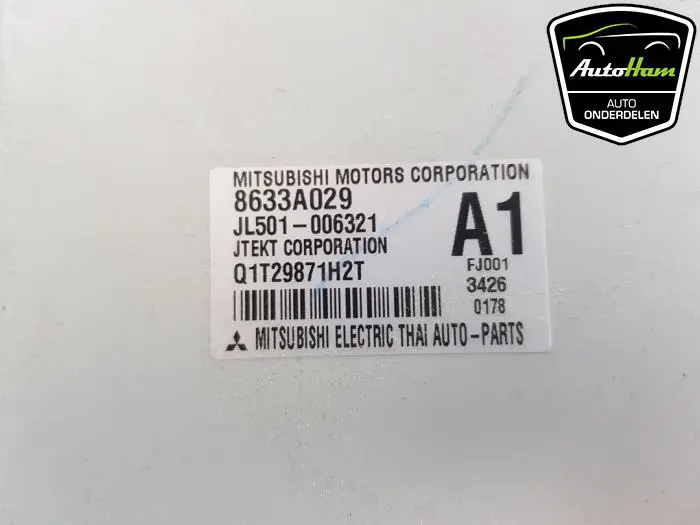 AutoHam
AUTO
ONDERDELEN
MITSUBISHI MOTORS CORPORATION
8633A029
JL501-006321
JTEKT CORPORATION
Q1T29871H2T
A1
FJ001
3426
0178
MITSUBISHI ELECTRIC THAI AUTO-PARTS